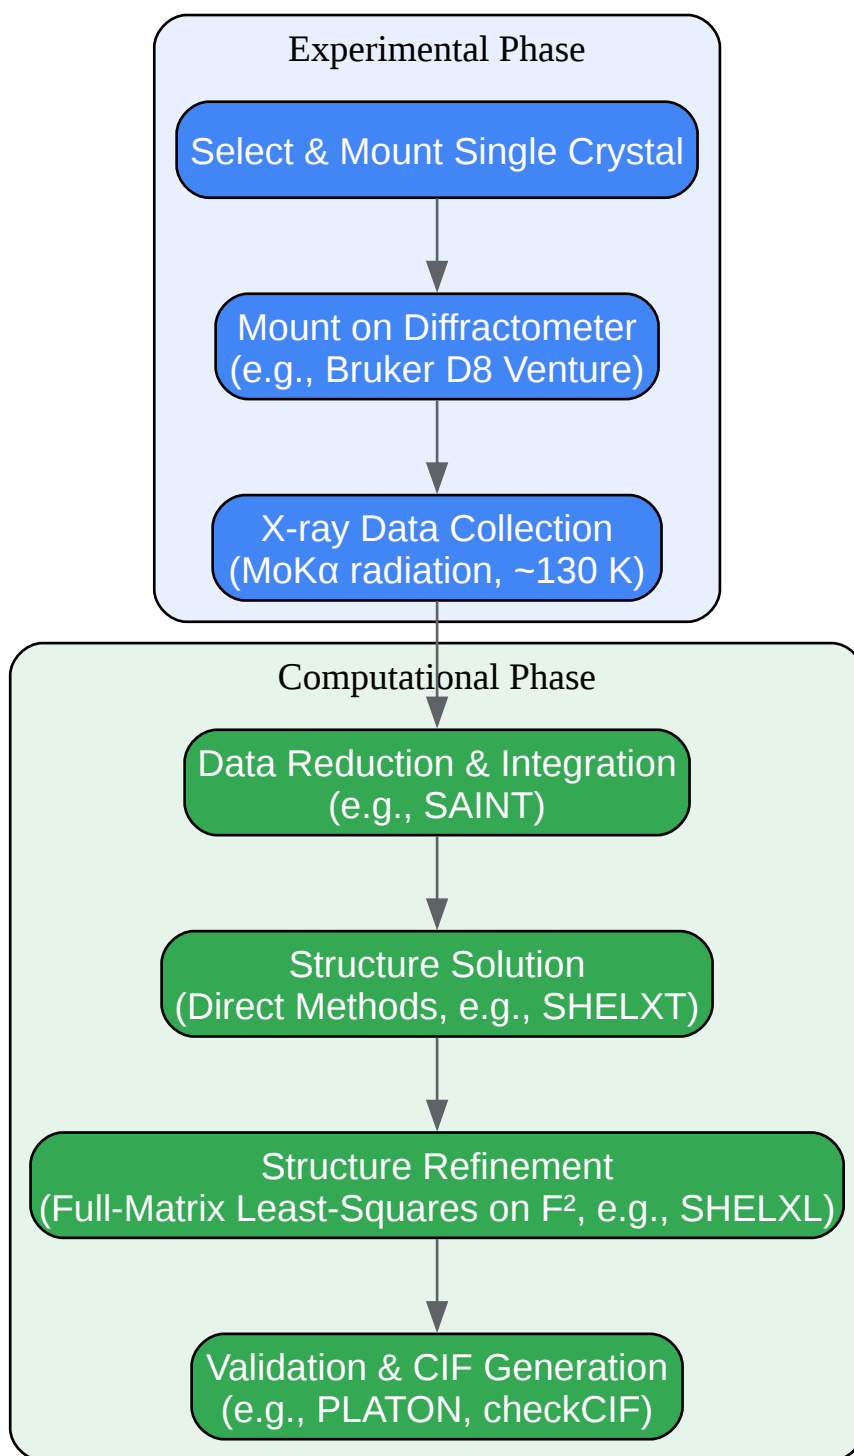 Experimental Phase
Select & Mount Single Crystal
Mount on Diffractometer
(e.g., Bruker D8 Venture)
X-ray Data Collection
(MoKα radiation, ~130 K)
Computational Phase
Data Reduction & Integration
(e.g., SAINT)
Structure Solution
(Direct Methods, e.g., SHELXT)
Structure Refinement
(Full-Matrix Least-Squares on F², e.g., SHELXL)
Validation & CIF Generation
(e.g., PLATON, checkCIF)